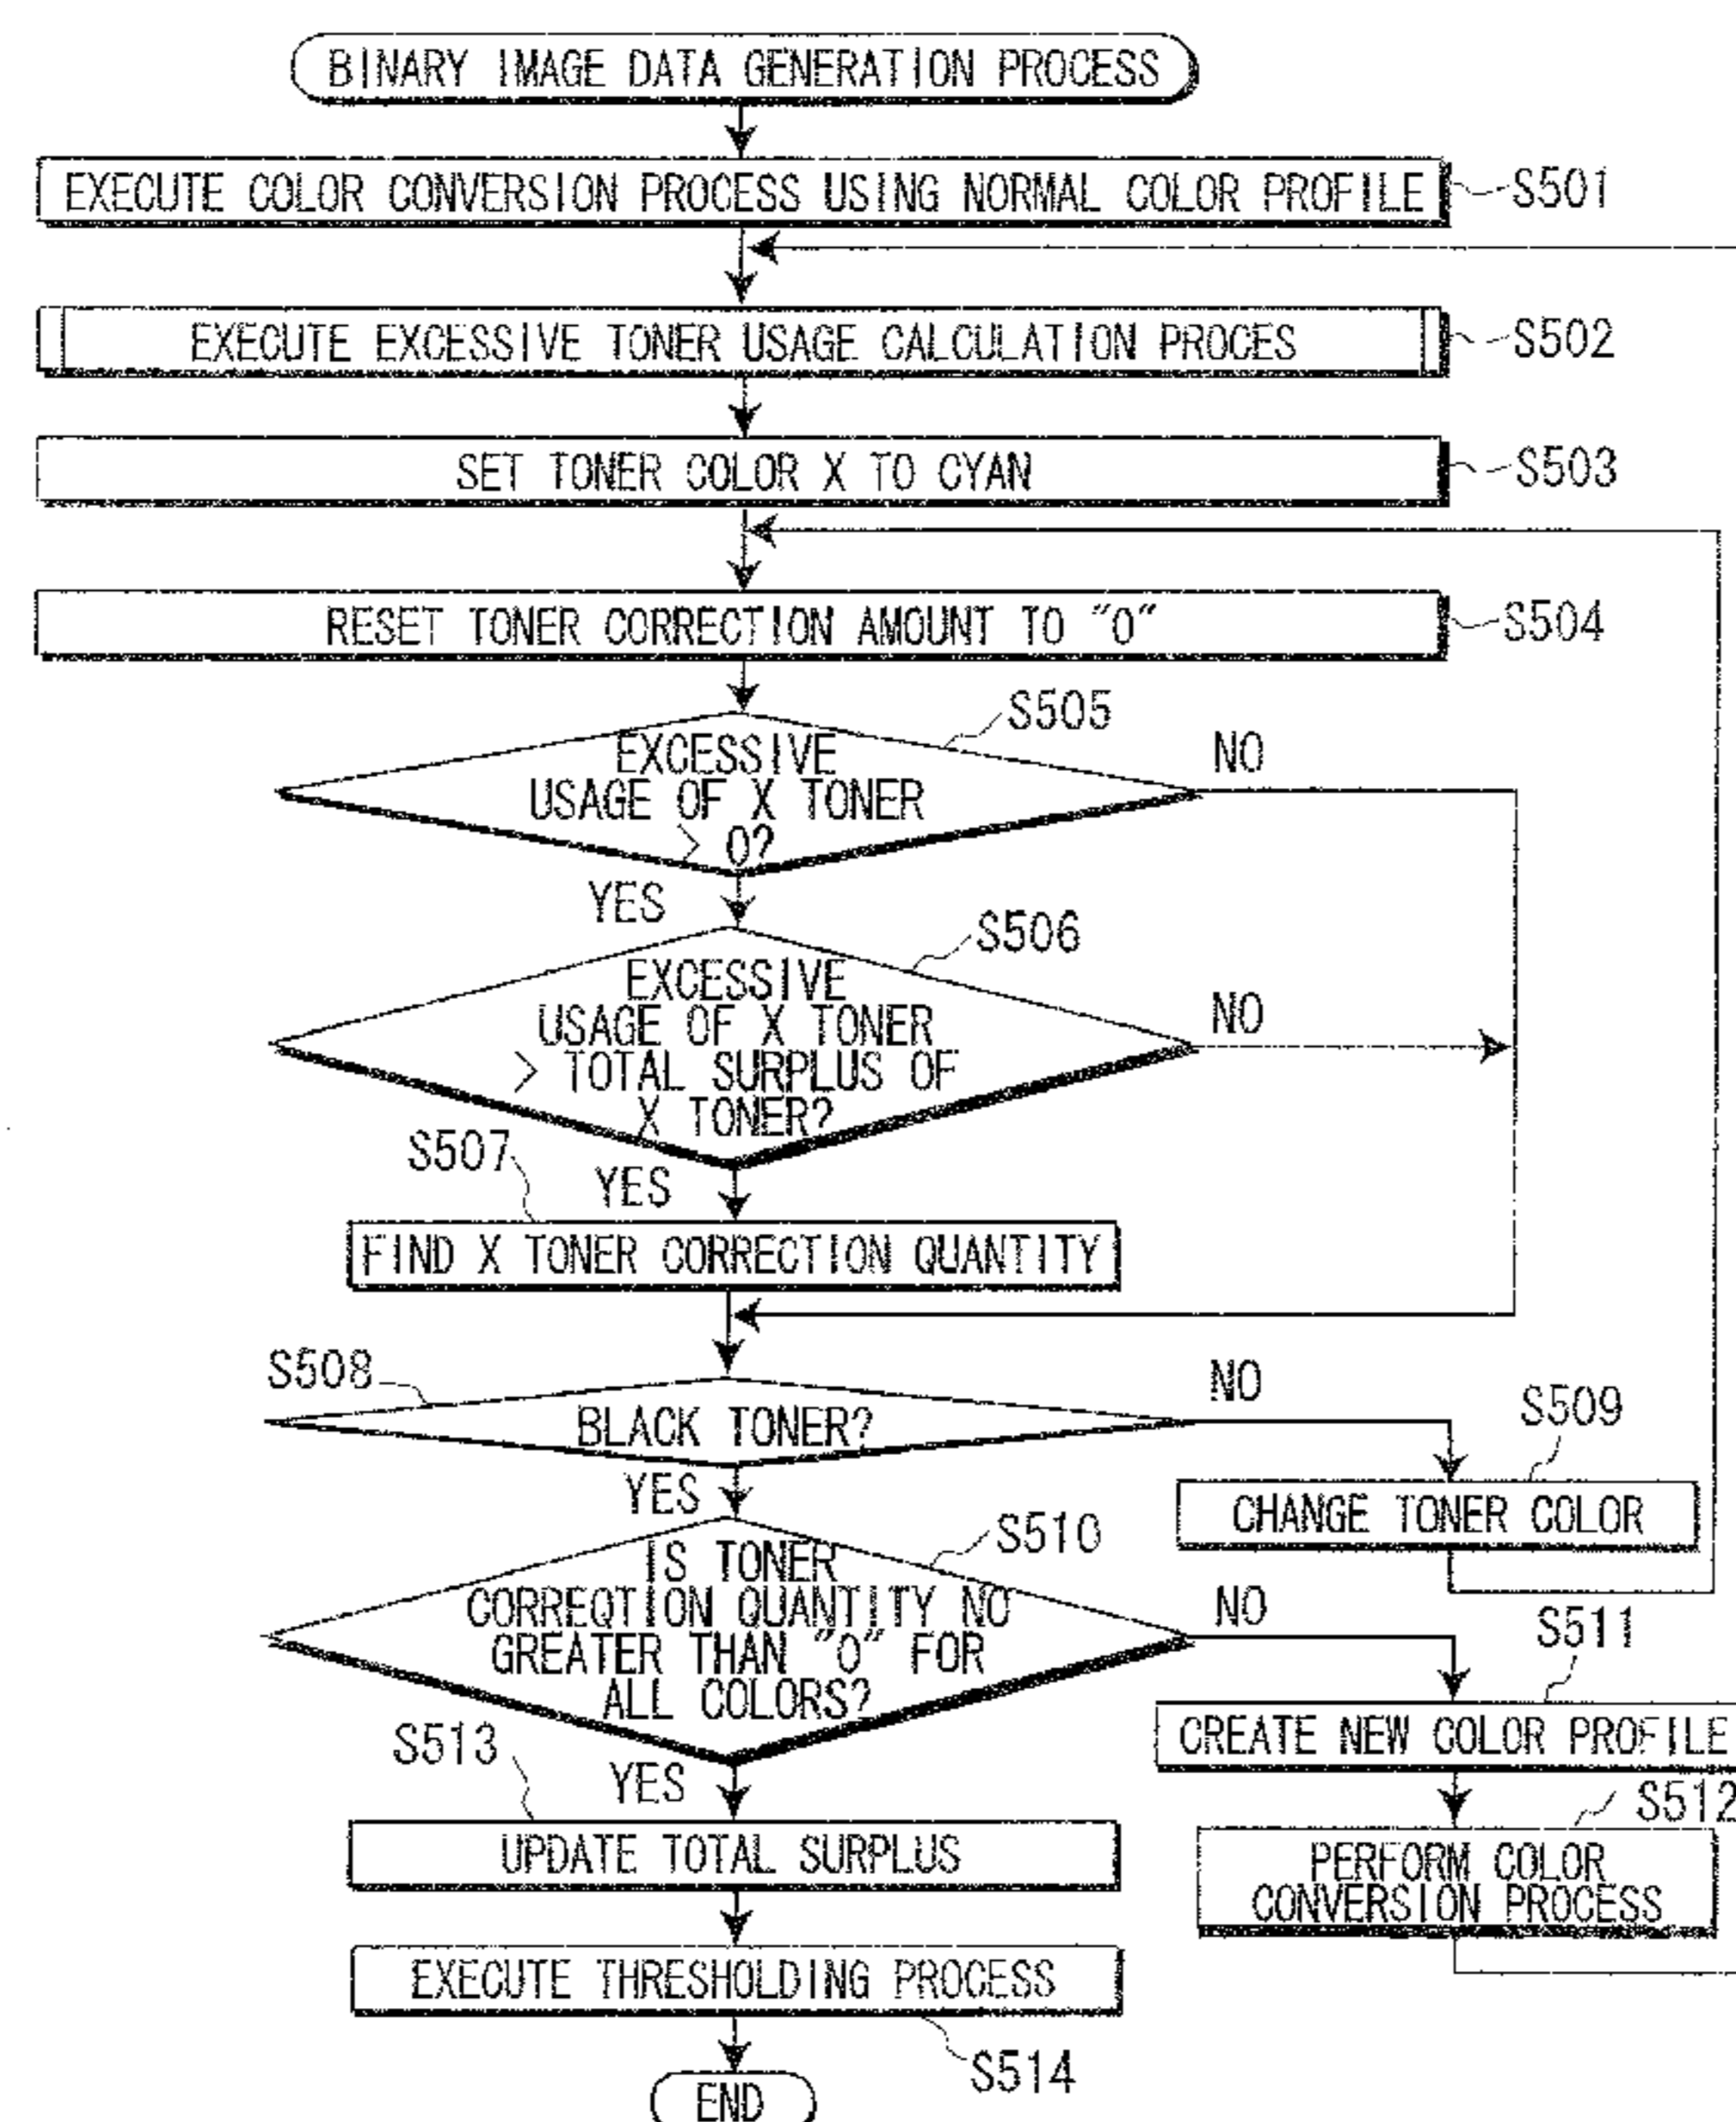 BINARY IMAGE DATA GENERATION PROCESS
EXECUTE COLOR CONVERSION PROCESS USING NORMAL COLOR PROFILE
S501
EXECUTE EXCESSIVE TONER USAGE CALCULATION PROCES
S502
SET TONER COLOR X TO CYAN
S503
RESET TONER CORRECTION AMOUNT TO "0"
S504
S505
EXCESSIVE
USAGE OF X TONER
> 0?
NO
YES
S506
EXCESSIVE
USAGE OF X TONER
> TOTAL SURPLUS OF
X TONER?
NO
YES
S507
FIND X TONER CORRECTION QUANTITY
S508
BLACK TONER?
NO
YES
S509
CHANGE TONER COLOR
S510
IS TONER
CORREQTION QUANTITY NO
GREATER THAN "0" FOR
ALL COLORS?
NO
YES
S511
CREATE NEW COLOR PROFILE
S512
PERFORM COLOR
CONVERSION PROCESS
S513
UPDATE TOTAL SURPLUS
EXECUTE THRESHOLDING PROCESS
S514
END